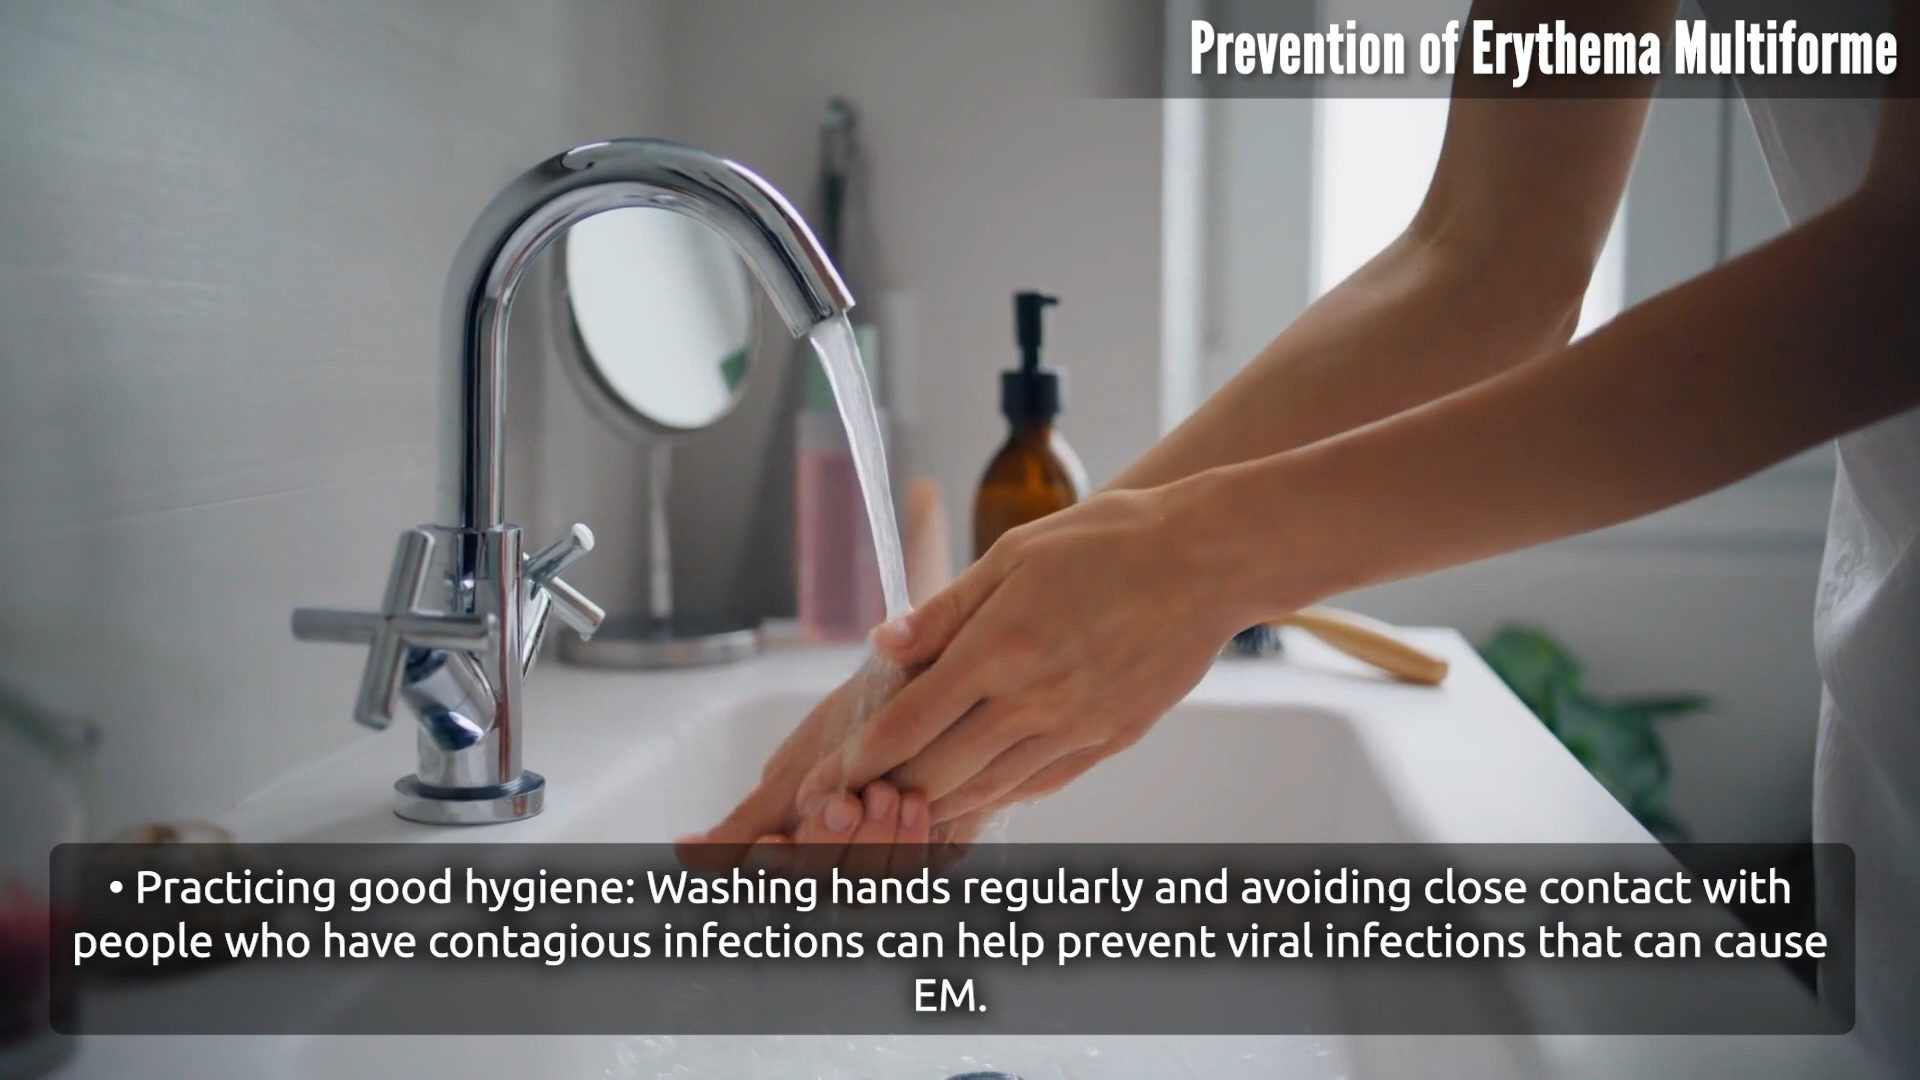 Prevention of Erythema Multiforme
• Practicing good hygiene: Washing hands regularly and avoiding close contact with
people who have contagious infections can help prevent viral infections that can cause
EM.